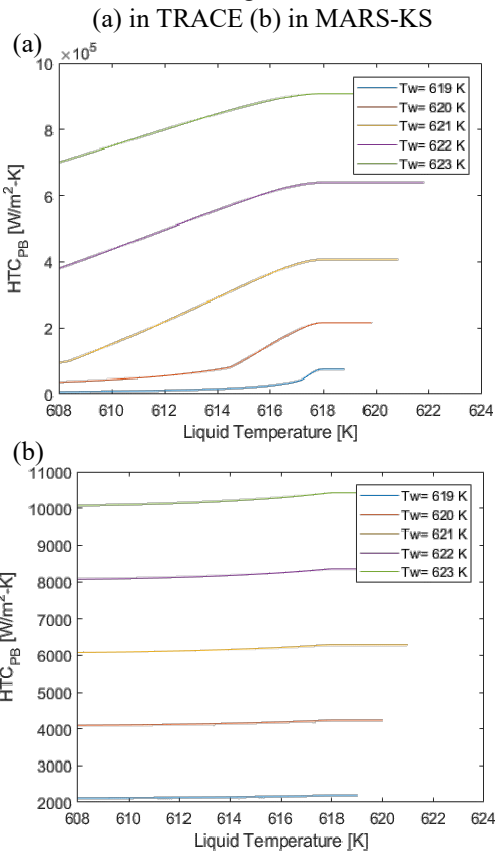 (a) in TRACE (b) in MARS-KS
(a)
10 × 10⁵
8
6
4
2
0
HTC_PB [W/m²-K]
Tw= 619 K
Tw= 620 K
Tw= 621 K
Tw= 622 K
Tw= 623 K
608 610 612 614 616 618 620 622 624
Liquid Temperature [K]
(b)
11000
10000
9000
8000
7000
6000
5000
4000
3000
2000
HTC_PB [W/m²-K]
Tw= 619 K
Tw= 620 K
Tw= 621 K
Tw= 622 K
Tw= 623 K
608 610 612 614 616 618 620 622 624
Liquid Temperature [K]